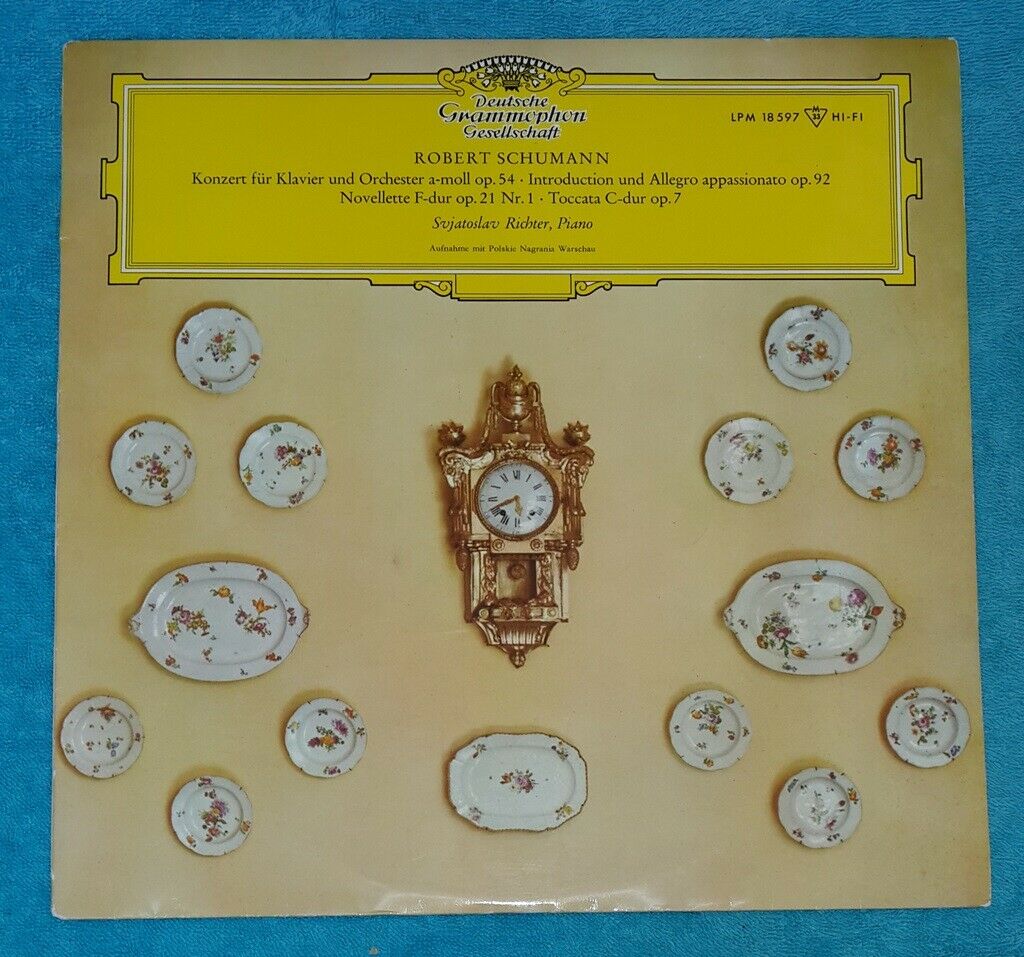 Deutsche
Grammophon
Gesellschaft
LPM 18 597 M 33 HI-FI
ROBERT SCHUMANN
Konzert für Klavier und Orchester a-moll op. 54 · Introduction und Allegro appassionato op. 92
Novellette F-dur op. 21 Nr. 1 · Toccata C-dur op. 7
Svjatoslav Richter, Piano
Aufnahme mit Polskie Nagrania Warschau